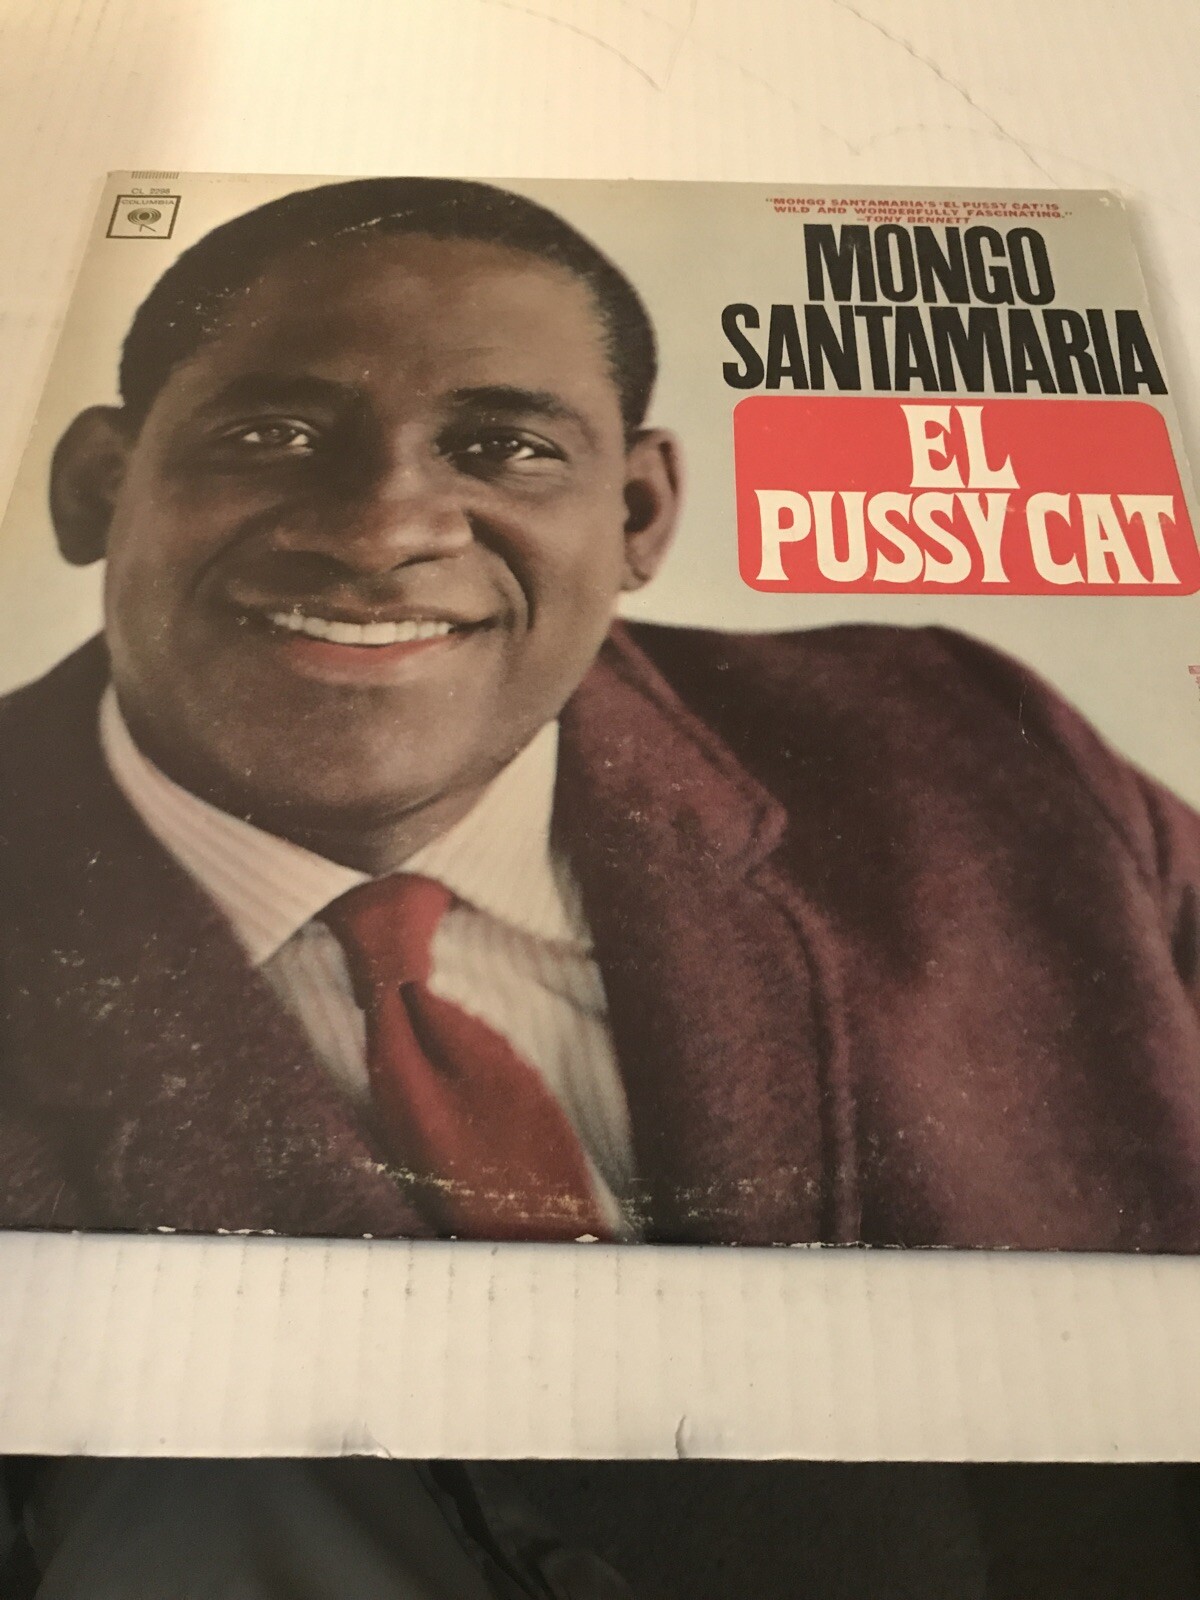 CL 2298
COLUMBIA
"MONGO SANTAMARIA'S 'EL PUSSY CAT' IS
WILD AND WONDERFULLY FASCINATING."
—TONY BENNETT
MONGO
SANTAMARIA
EL
PUSSY CAT